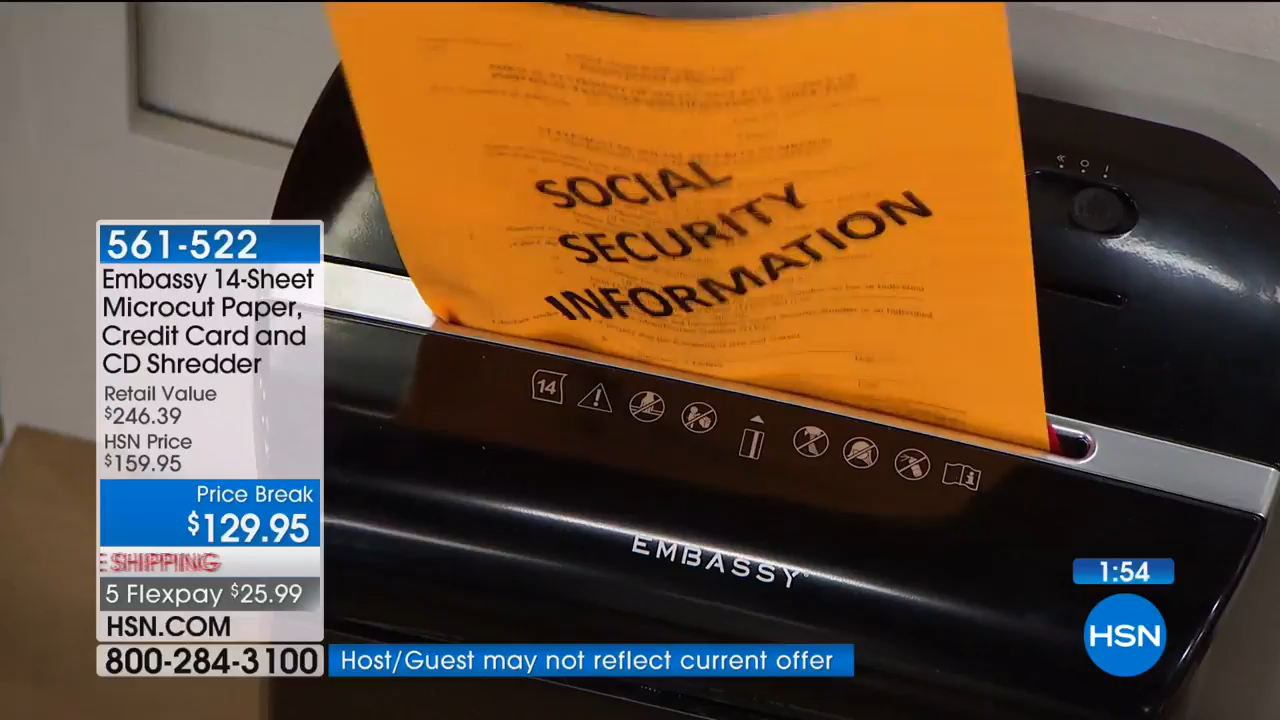 SOCIAL
SECURITY
INFORMATION
561-522
Embassy 14-Sheet
Microcut Paper,
Credit Card and
CD Shredder
Retail Value
$246.39
HSN Price
$159.95
Price Break
$129.95
E SHIPPING
5 Flexpay $25.99
HSN.COM
800-284-3100
14
EMBASSY
Host/Guest may not reflect current offer
1:54
HSN